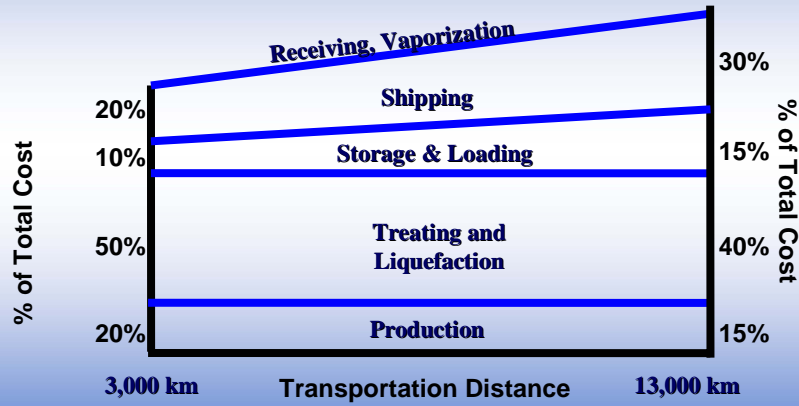 Receiving, Vaporization
30%
20%
Shipping
10%
Storage & Loading
15%
% of Total Cost
% of Total Cost
50%
Treating and
Liquefaction
40%
20%
Production
15%
3,000 km
Transportation Distance
13,000 km